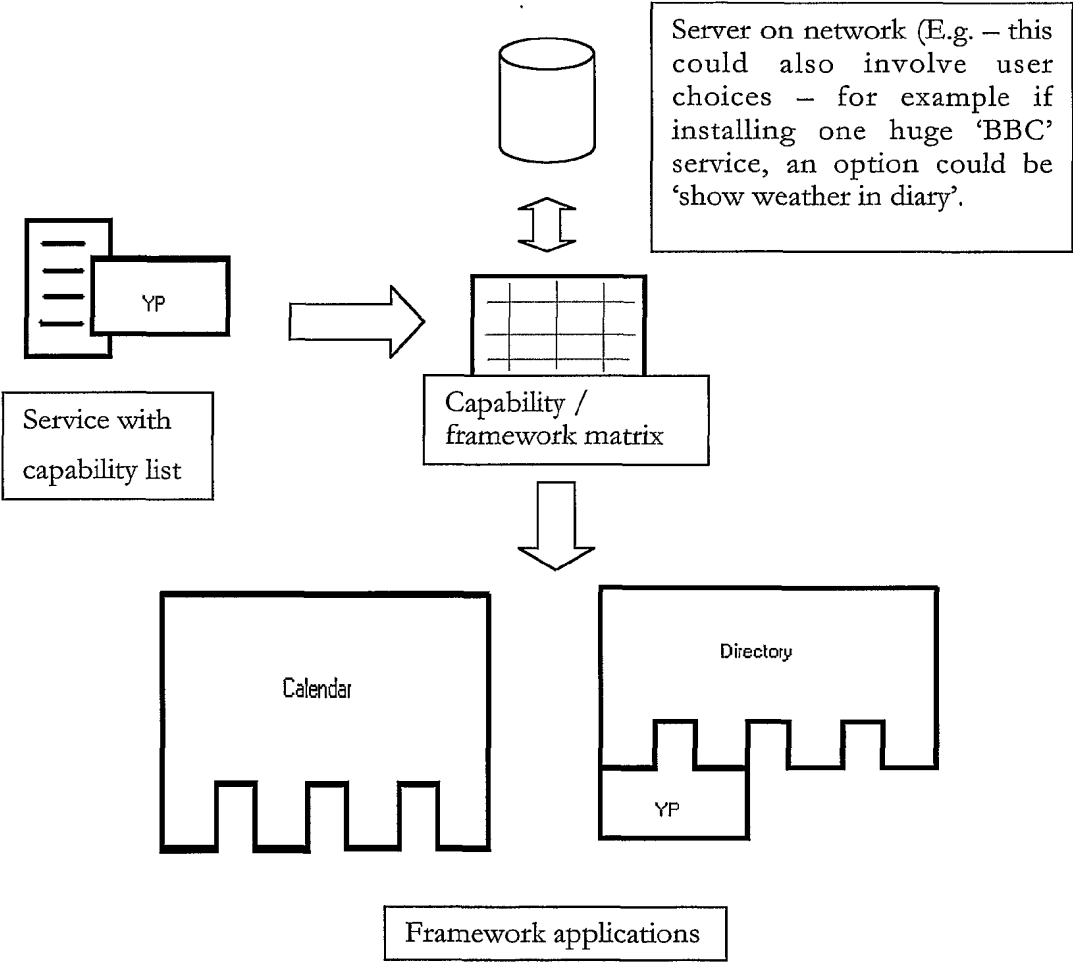 Server on network (E.g. – this
could also involve user
choices – for example if
installing one huge ‘BBC’
service, an option could be
‘show weather in diary’.
YP
Service with
capability list
Capability /
framework matrix
Calendar
Directory
YP
Framework applications